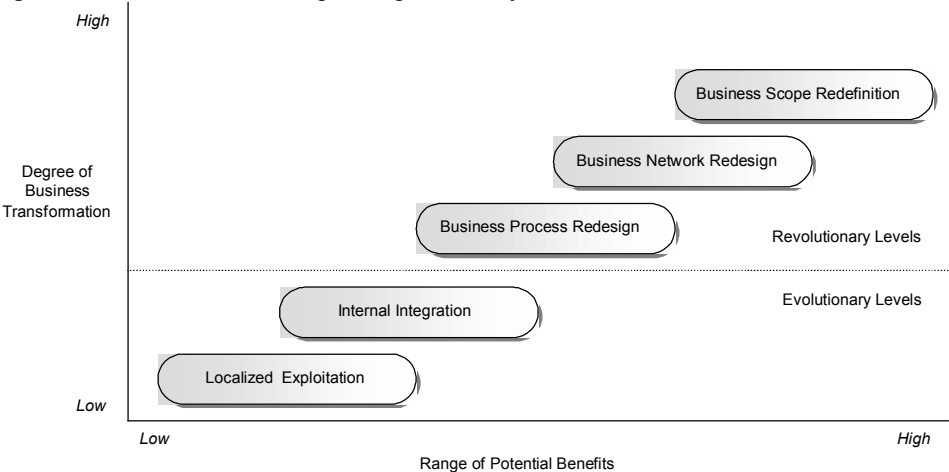 High
Business Scope Redefinition
Business Network Redesign
Degree of
Business
Transformation
Business Process Redesign
Revolutionary Levels
Evolutionary Levels
Internal Integration
Localized Exploitation
Low
Low
High
Range of Potential Benefits